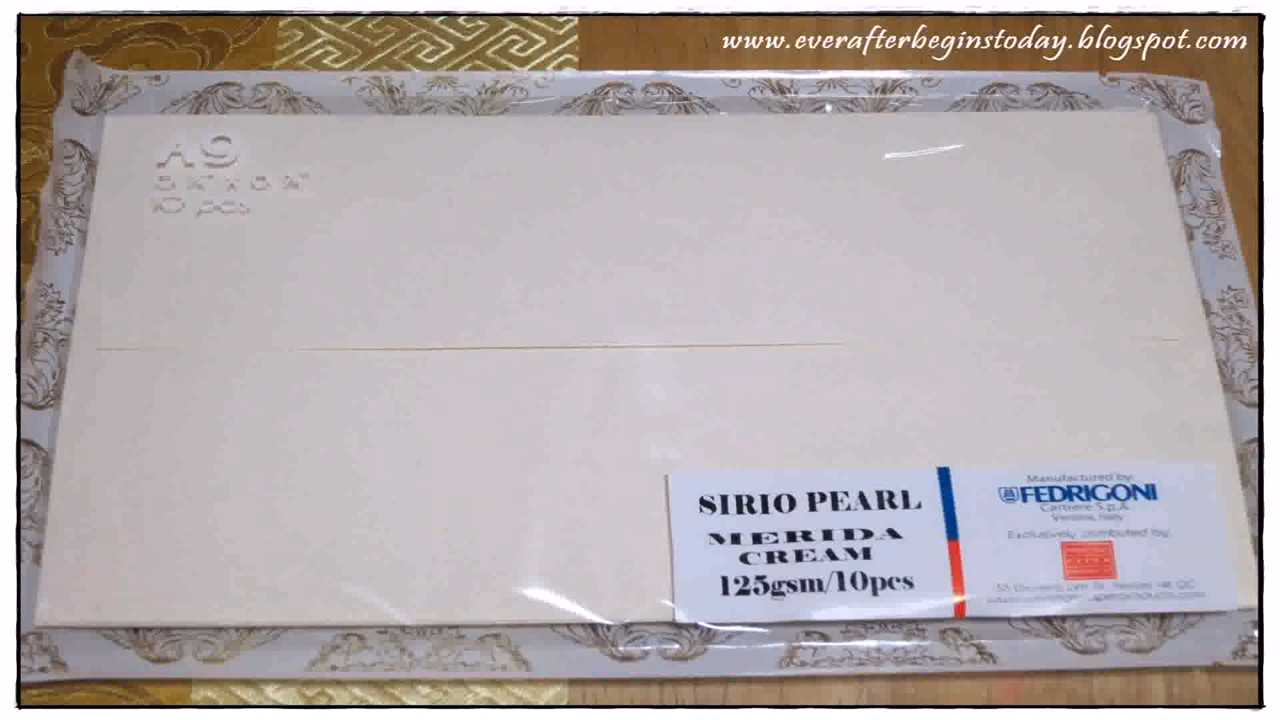 www.everafterbeginstoday.blogspot.com
A9
10 pcs
SIRIO PEARL
MERIDA
CREAM
125gsm/10pcs
Manufactured by:
FEDRIGONI
Cartiere S.p.A.
Verona, Italy
Exclusively distributed by: